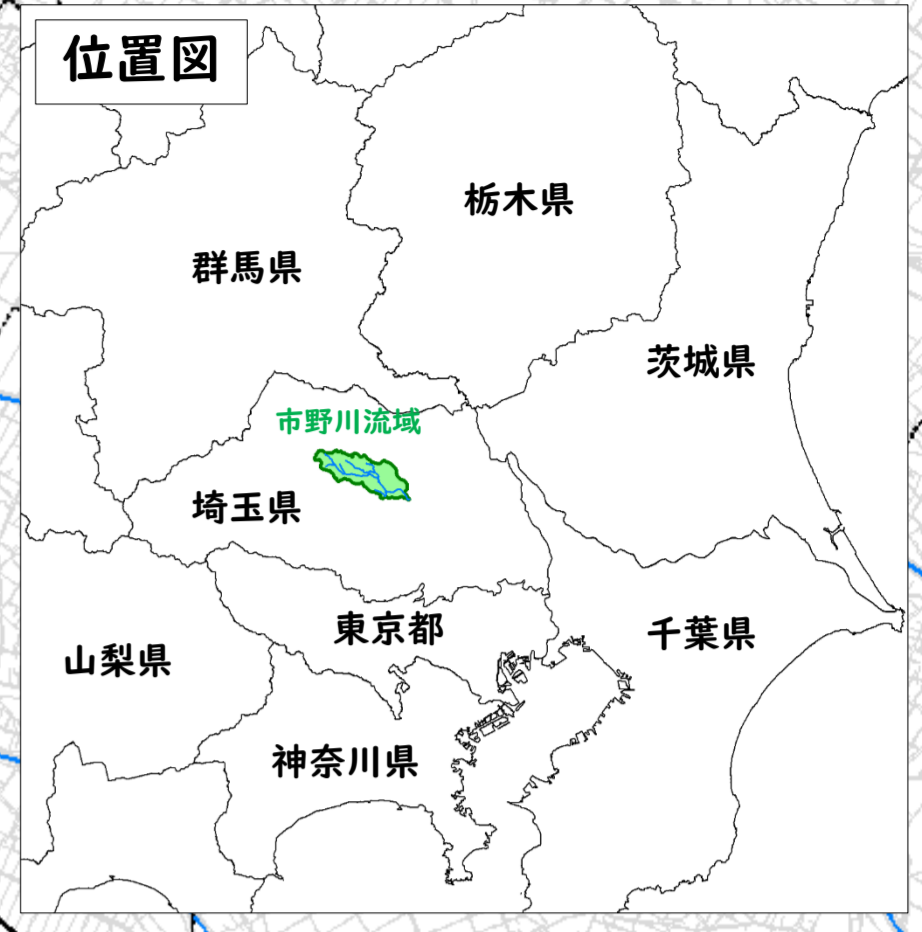 位置図
栃木県
群馬県
茨城県
市野川流域
埼玉県
東京都
千葉県
山梨県
神奈川県